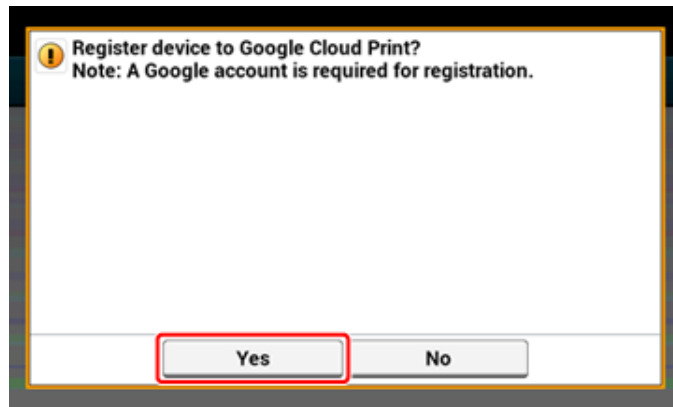 Register device to Google Cloud Print?
Note: A Google account is required for registration.
Yes
No